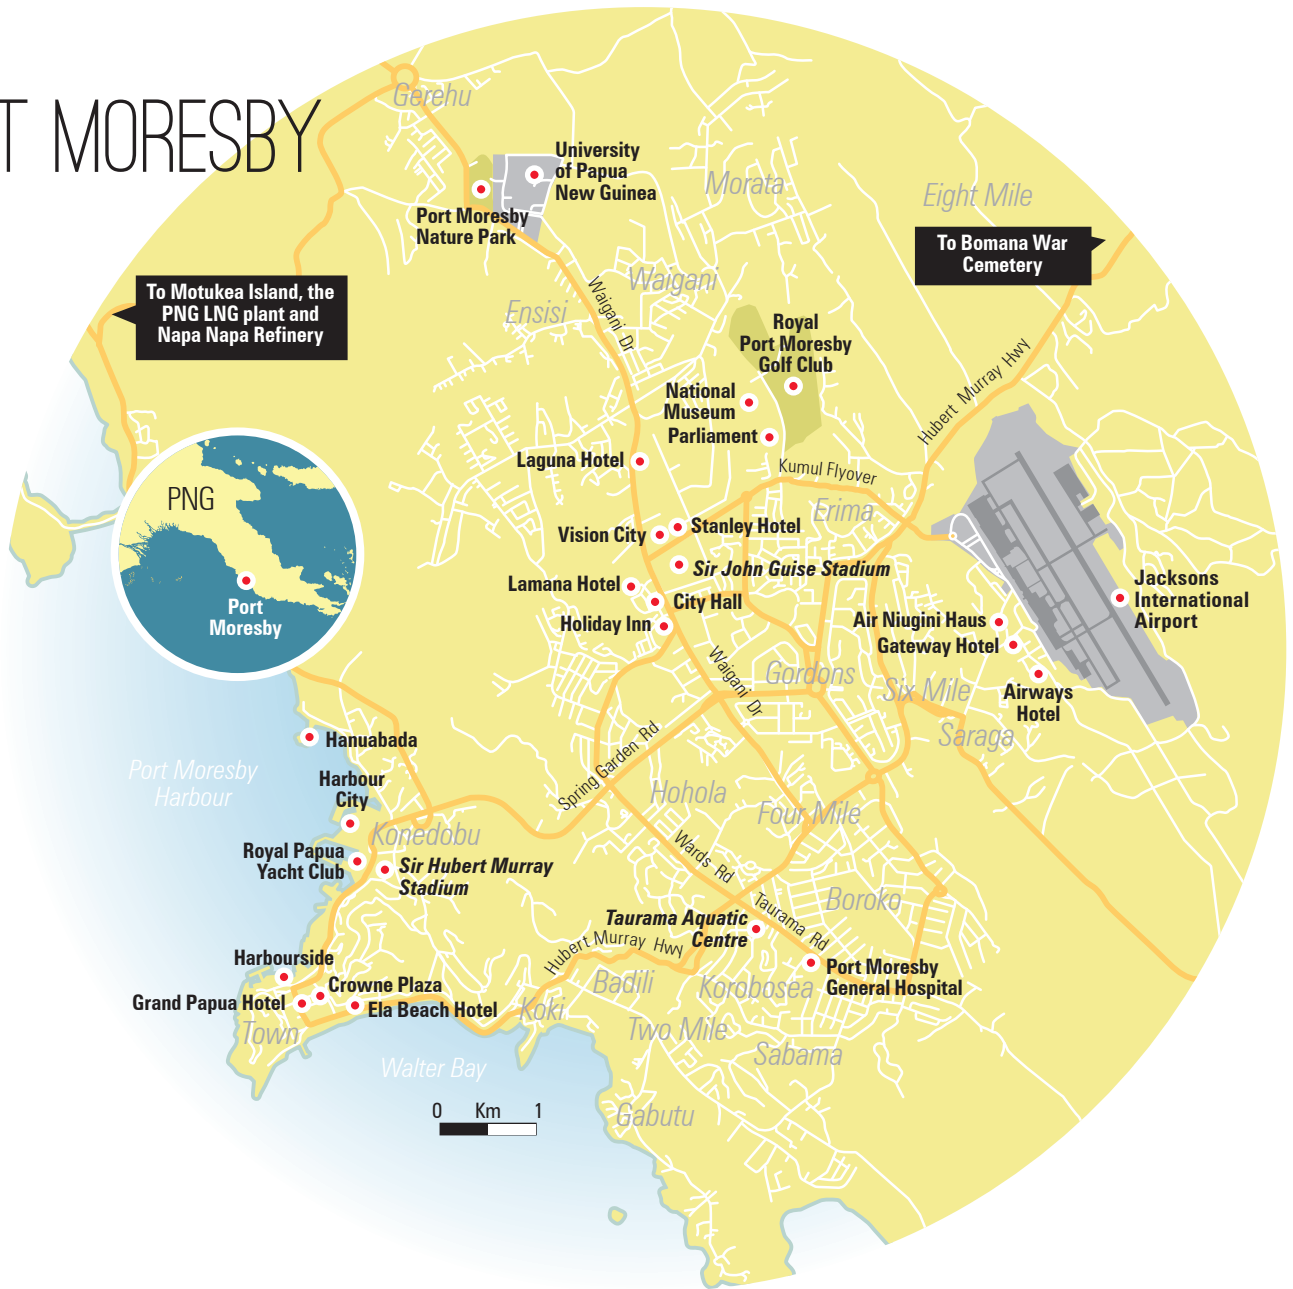 T MORESBY
Gerehu
University
of Papua
New Guinea
Port Moresby
Nature Park
Morata
Eight Mile
To Bomana War
Cemetery
To Motukea Island, the
PNG LNG plant and
Napa Napa Refinery
Ensisi
Waigani Dr
Waigani
Royal
Port Moresby
Golf Club
National
Museum
Parliament
Hubert Murray Hwy
Laguna Hotel
Kumul Flyover
PNG
Port
Moresby
Vision City
Stanley Hotel
Erima
Sir John Guise Stadium
Lamana Hotel
City Hall
Holiday Inn
Jacksons
International
Airport
Air Niugini Haus
Gateway Hotel
Airways
Hotel
Waigani Dr
Gordons
Six Mile
Saraga
Hanuabada
Port Moresby
Harbour
Harbour
City
Spring Garden Rd
Hohola
Four Mile
Konedobu
Royal Papua
Yacht Club
Sir Hubert Murray
Stadium
Wards Rd
Boroko
Taurama Aquatic
Centre
Taurama Rd
Hubert Murray Hwy
Harbourside
Crowne Plaza
Grand Papua Hotel
Ela Beach Hotel
Town
Koki
Badili
Korobosea
Port Moresby
General Hospital
Two Mile
Sabama
Walter Bay
0 Km 1
Gabutu